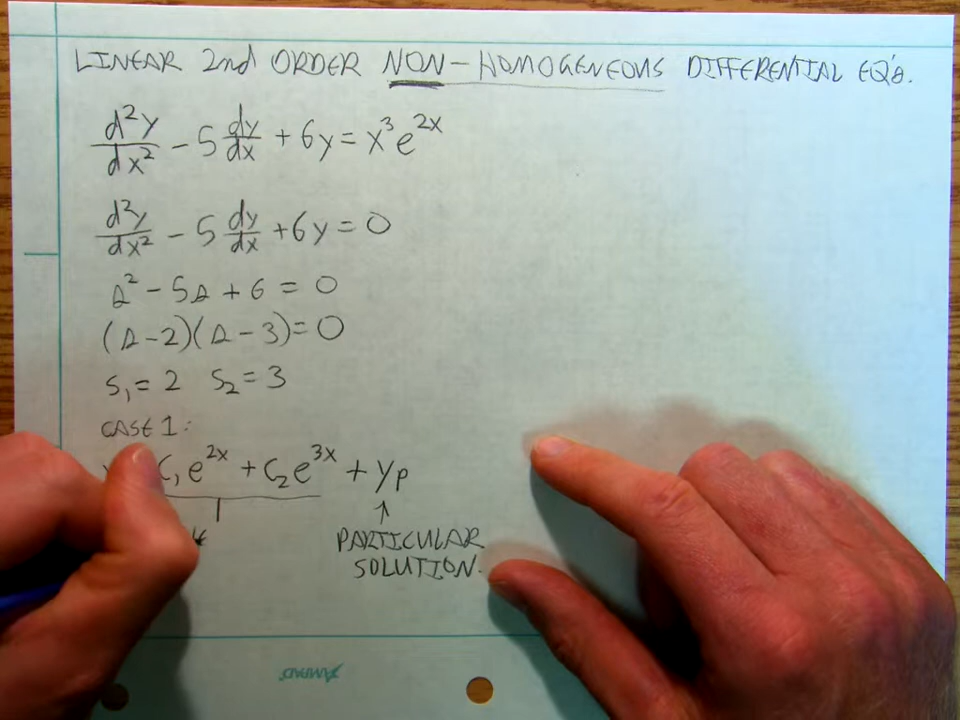 LINEAR 2nd ORDER NON-HOMOGENEOUS DIFFERENTIAL EQ'S.
d²y/dx² - 5 dy/dx + 6y = x³e^2x
d²y/dx² - 5 dy/dx + 6y = 0
s² - 5s + 6 = 0
(s-2)(s-3) = 0
s₁ = 2 s₂ = 3
CASE 1:
C₁e^2x + C₂e^3x + yp
PARTICULAR
SOLUTION.
AMPAD